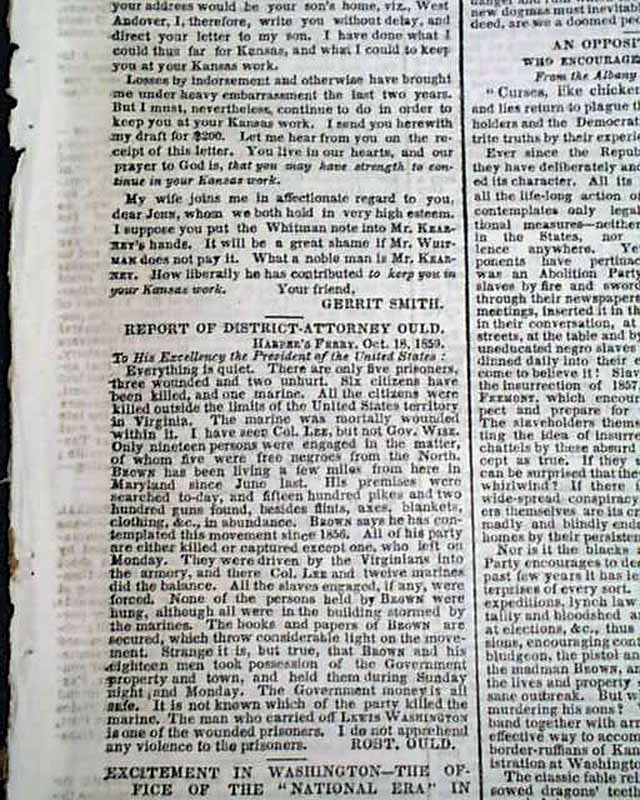 your address would be your son's home, viz., West
Andover, I, therefore, write you without delay, and
direct your letter to my son. I have done what I
could thus far for Kansas, and what I could to keep
you at your Kansas work.
Losses by indorsement and otherwise have brought
me under heavy embarrassment the last two years.
But I must, nevertheless, continue to do in order to
keep you at your Kansas work. I send you herewith
my draft for $200. Let me hear from you on the re-
ceipt of this letter. You live in our hearts, and our
prayer to God is, that you may have strength to con-
tinue in your Kansas work.
My wife joins me in affectionate regard to you,
dear JOHN, whom we both hold in very high esteem.
I suppose you put the Whitman note into Mr. KEAR-
NEY'S hands. It will be a great shame if Mr. WHIT-
MAN does not pay it. What a noble man is Mr. KEAR-
NEY. How liberally he has contributed to keep you in
your Kansas work. Your friend,
GERRIT SMITH.
REPORT OF DISTRICT-ATTORNEY OULD.
HARPER'S FERRY, Oct. 18, 1859.
To His Excellency the President of the United States:
Everything is quiet. There are only five prisoners,
three wounded and two unhurt. Six citizens have
been killed, and one marine. All the citizens were
killed outside the limits of the United States territory
in Virginia. The marine was mortally wounded
within it. I have seen Col. LEE, but not Gov. WISE.
Only nineteen persons were engaged in the matter,
of whom five were free negroes from the North.
BROWN has been living a few miles from here in
Maryland since June last. His premises were
searched to-day, and fifteen hundred pikes and two
hundred guns found, besides flints, axes, blankets,
clothing, &c., in abundance. BROWN says he has con-
templated this movement since 1856. All of his party
are either killed or captured except one, who left on
Monday. They were driven by the Virginians into
the armory, and there Col. LEE and twelve marines
did the balance. All the slaves engaged, if any, were
forced. None of the persons held by BROWN were
hung, although all were in the building stormed by
the marines. The books and papers of BROWN are
secured, which throw considerable light on the move-
ment. Strange it is, but true, that BROWN and his
eighteen men took possession of the Government
property and town, and held them during Sunday
night and Monday. The Government money is all
safe. It is not known which of the party killed the
marine. The man who carried off LEWIS WASHINGTON
is one of the wounded prisoners. I do not apprehend
any violence to the prisoners. ROBT. OULD.
EXCITEMENT IN WASHINGTON—THE OF-
FICE OF THE "NATIONAL ERA" IN
new dogmas must inevitab
deed, are we a doomed pe
AN OPPOSIT
WHO ENCOURAGE
From the Albany
"Curses, like chicken
and lies return to plague t
holders and the Democrat
trite truths by their experi
Ever since the Repub
they have deliberately and
ed its character. All its
all the life-long action of
contemplates only legal
tional measures—neither
in the States, nor
lence anywhere. Ye
ponents have pertinac
was an Abolition Party
slaves by fire and sword
through their newspapers
meetings, inserted it in th
in their conversation, at
streets, at the table and by
uneducated negro slaves
dinned daily into their e
come to believe it! Slav
the insurrection of 1857
FREMONT, which encour
pect and prepare for
The slaveholders thems
ting the idea of insurre
chattels by these absurd
cept as true. If they s
can be surprised that the
whirlwind? If there i
wide-spread conspiracy
ers themselves are its cr
madly and blindly ende
homes by their persisten
Nor is it the blacks
Party encourages to de
past few years it has le
terprises of every sort.
expeditions, lynch law
tality and bloodshed a
at elections, &c., thus
sions, encouraging cont
bludgeon, the pistol an
the madman BROWN, ar
the lives and property
sane outbreak. But w
murdering his sons?
band together with ar
effective way to accom
border-ruffians of Kan
istration at Washingto
The classic fable rel
sowed dragons' teeth